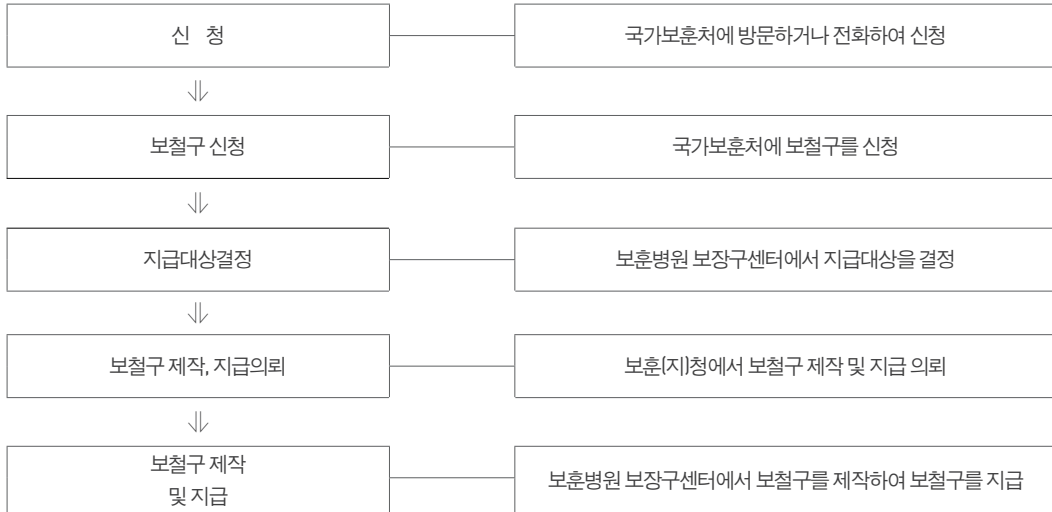 신 청
국가보훈처에 방문하거나 전화하여 신청
보철구 신청
국가보훈처에 보철구를 신청
지급대상결정
보훈병원 보장구센터에서 지급대상을 결정
보철구 제작, 지급의뢰
보훈(지)청에서 보철구 제작 및 지급 의뢰
보철구 제작
및 지급
보훈병원 보장구센터에서 보철구를 제작하여 보철구를 지급